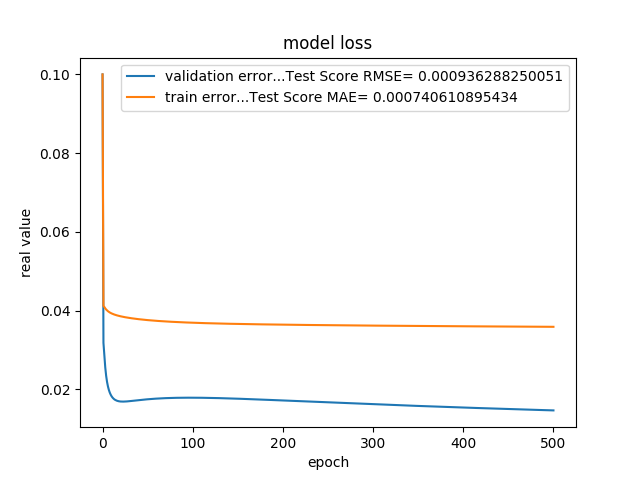 model loss
validation error...Test Score RMSE= 0.000936288250051
train error...Test Score MAE= 0.000740610895434
0.10
0.08
0.06
0.04
0.02
real value
0 100 200 300 400 500
epoch